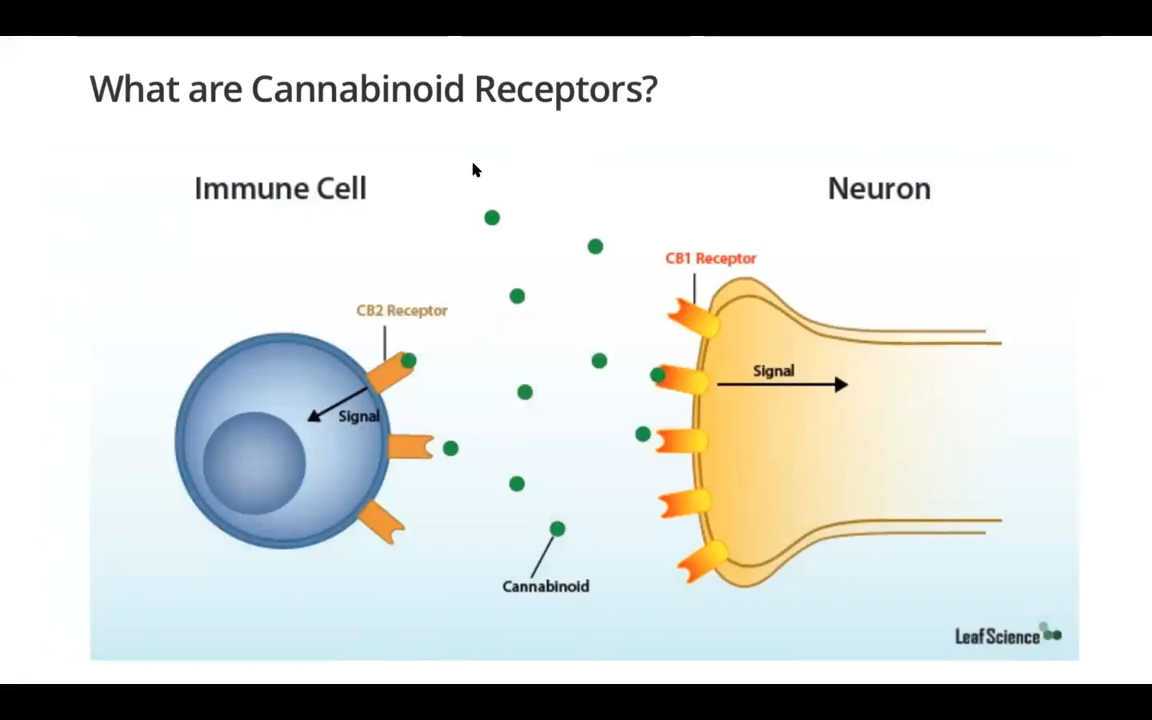 What are Cannabinoid Receptors?
Immune Cell
Neuron
CB1 Receptor
CB2 Receptor
Signal
Signal
Cannabinoid
LeafScience